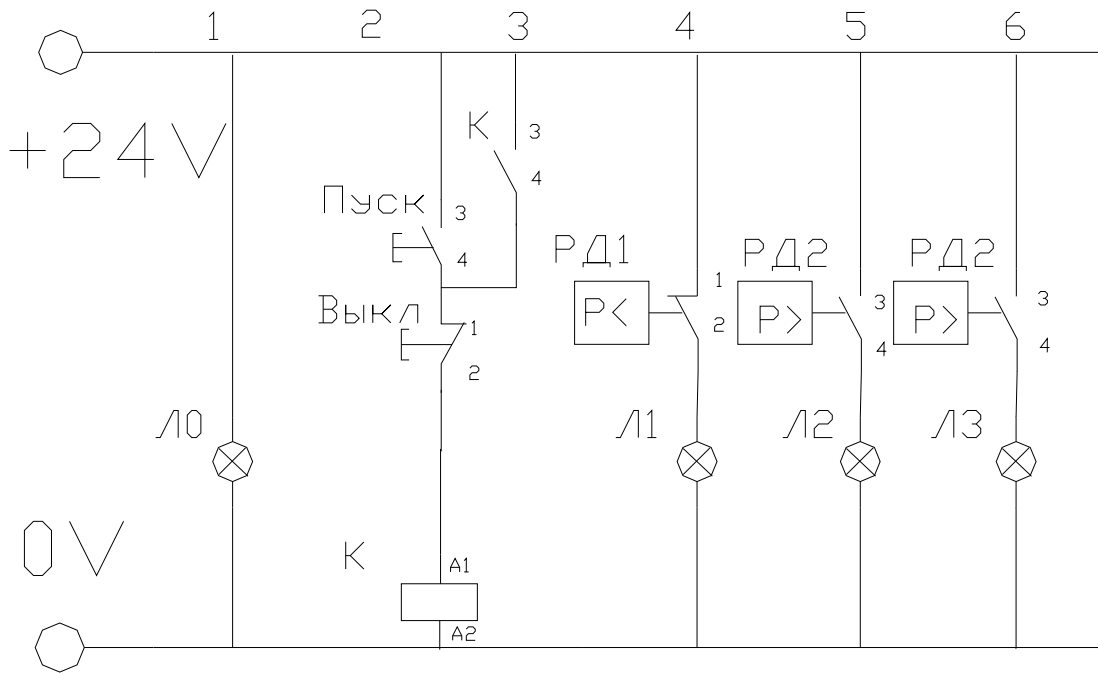 1 2 3 4 5 6
+24V
К 3
4
Пуск 3
4
РД1 РД2 РД2
Выкл 1
2
P< 1
2
P> 3
4
P> 3
4
Л0 Л1 Л2 Л3
0V
К A1
A2